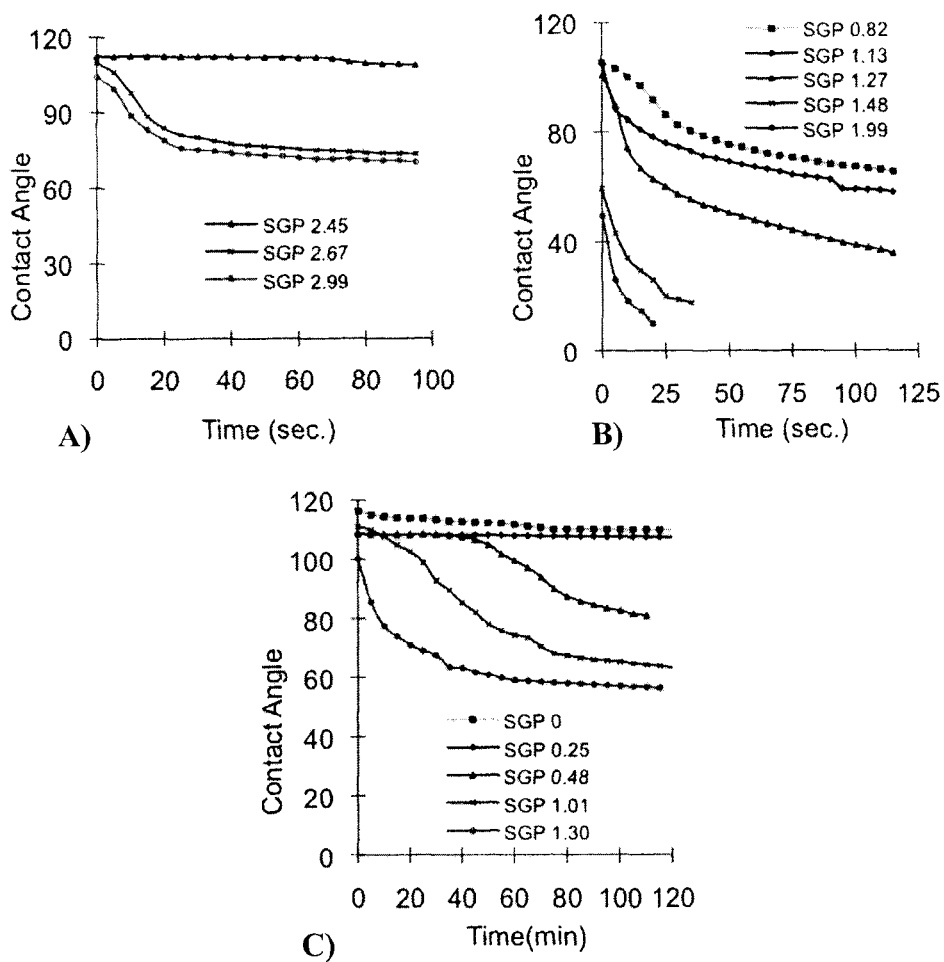 120
90
60
30
0
Contact Angle
SGP 2.45
SGP 2.67
SGP 2.99
0 20 40 60 80 100
Time (sec.)
A)
120
80
40
0
Contact Angle
SGP 0.82
SGP 1.13
SGP 1.27
SGP 1.48
SGP 1.99
0 25 50 75 100 125
Time (sec.)
B)
120
100
80
60
40
20
0
Contact Angle
SGP 0
SGP 0.25
SGP 0.48
SGP 1.01
SGP 1.30
0 20 40 60 80 100 120
Time(min)
C)